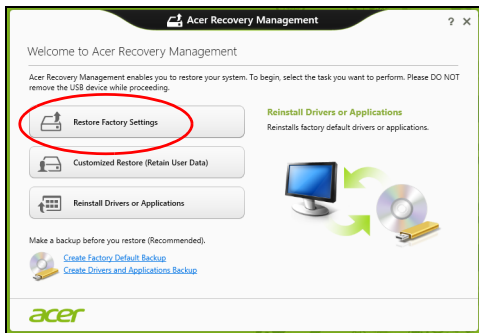 Acer Recovery Management
? X
Welcome to Acer Recovery Management
Acer Recovery Management enables you to restore your system. To begin, select the task you want to perform. Please DO NOT
remove the USB device while proceeding.
Restore Factory Settings
Customized Restore (Retain User Data)
Reinstall Drivers or Applications
Reinstall Drivers or Applications
Reinstalls factory default drivers or applications.
Make a backup before you restore (Recommended).
Create Factory Default Backup
Create Drivers and Applications Backup
acer